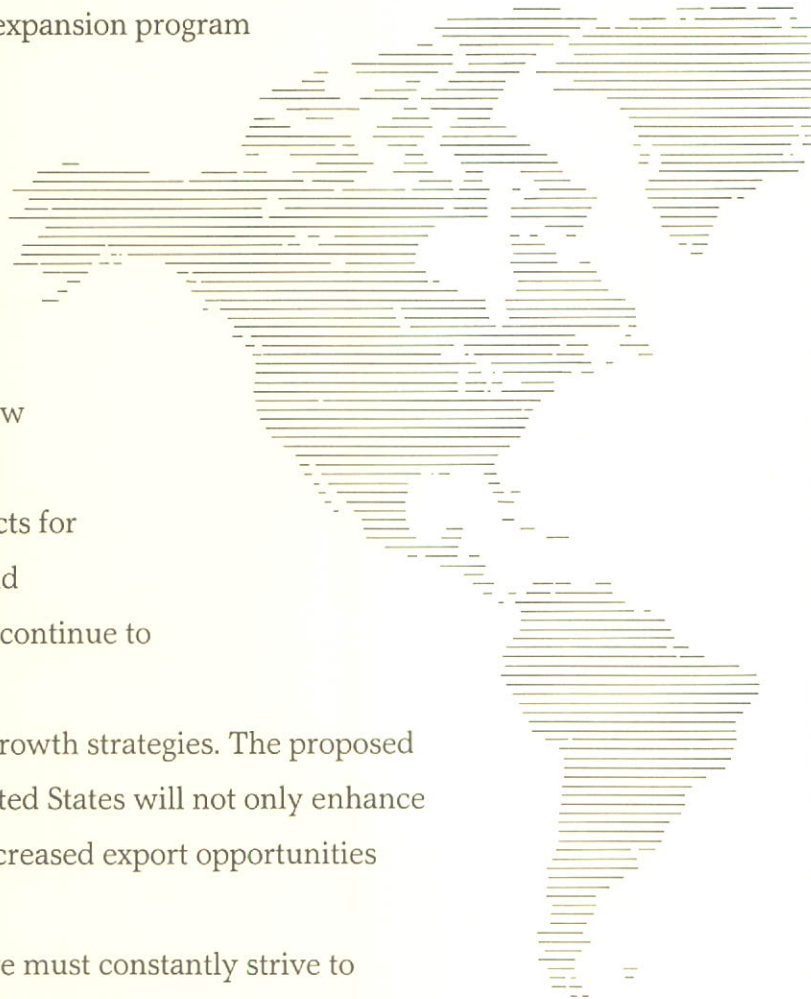 expansion program
w
cts for
d
continue to
rowth strategies. The proposed
ted States will not only enhance
creased export opportunities
e must constantly strive to